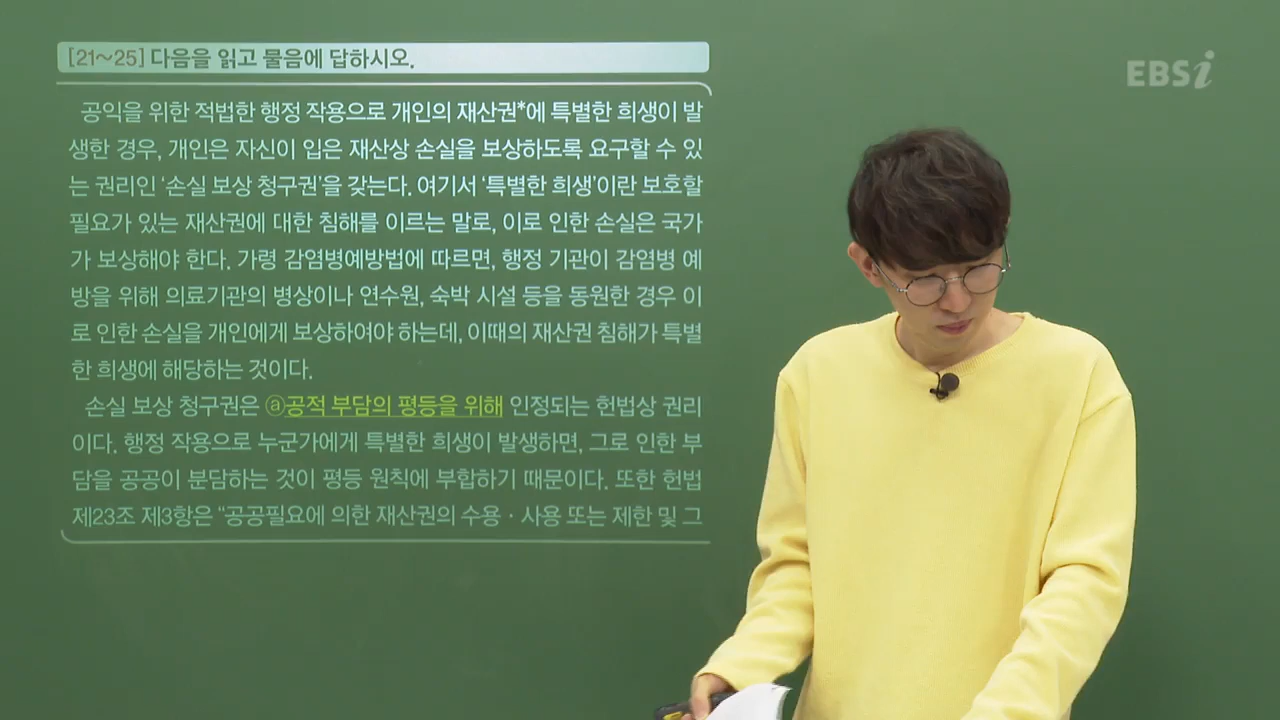 [21~25] 다음을 읽고 물음에 답하시오.
EBSi
공익을 위한 적법한 행정 작용으로 개인의 재산권*에 특별한 희생이 발
생한 경우, 개인은 자신이 입은 재산상 손실을 보상하도록 요구할 수 있
는 권리인 ‘손실 보상 청구권’을 갖는다. 여기서 ‘특별한 희생’이란 보호할
필요가 있는 재산권에 대한 침해를 이르는 말로, 이로 인한 손실은 국가
가 보상해야 한다. 가령 감염병예방법에 따르면, 행정 기관이 감염병 예
방을 위해 의료기관의 병상이나 연수원, 숙박 시설 등을 동원한 경우 이
로 인한 손실을 개인에게 보상하여야 하는데, 이때의 재산권 침해가 특별
한 희생에 해당하는 것이다.
손실 보상 청구권은 ⓐ공적 부담의 평등을 위해 인정되는 헌법상 권리
이다. 행정 작용으로 누군가에게 특별한 희생이 발생하면, 그로 인한 부
담을 공공이 분담하는 것이 평등 원칙에 부합하기 때문이다. 또한 헌법
제23조 제3항은 “공공필요에 의한 재산권의 수용·사용 또는 제한 및 그